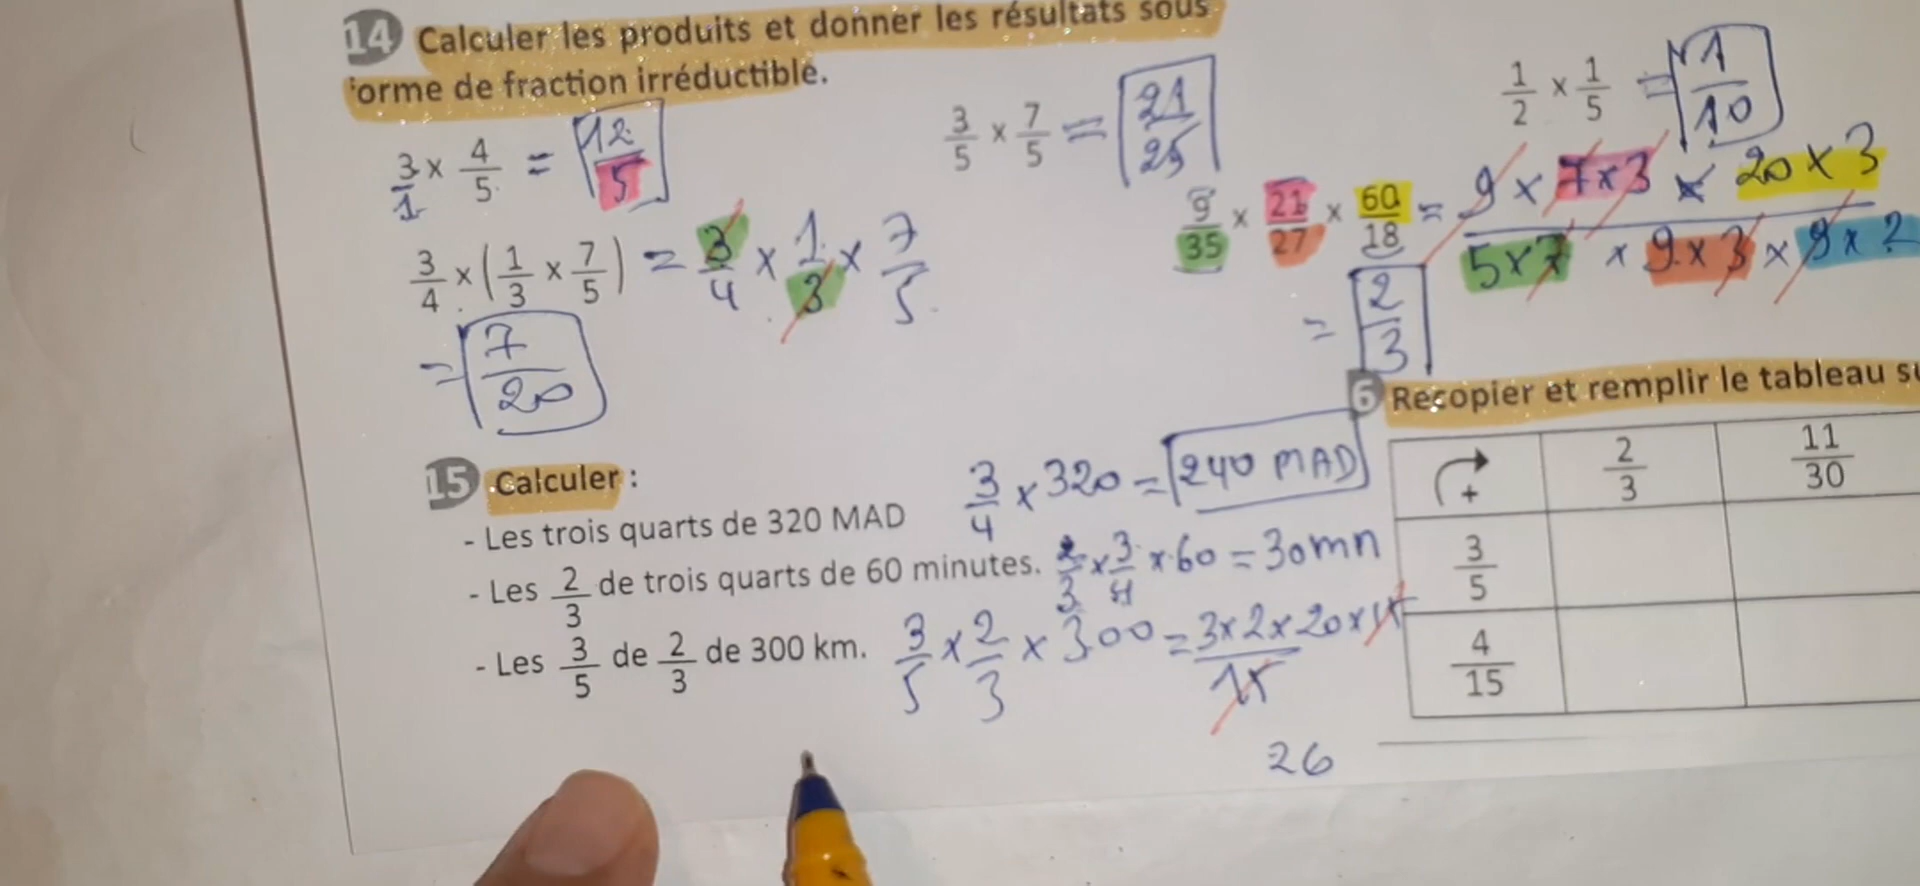 14 Calculer les produits et donner les résultats sous
forme de fraction irréductible.
3/1 × 4/5 = 12/5
3/5 × 7/5 = 21/25
1/2 × 1/5 = 1/10
3/4 × (1/3 × 7/5) = 3/4 × 1/3 × 7/5
= 7/20
9/35 × 21/27 × 60/18 = 9 × 7×3 × 20 × 3 / 5×7 × 9×3 × 9×2
= 2/3
15 Calculer :
- Les trois quarts de 320 MAD 3/4 × 320 = 240 MAD
- Les 2/3 de trois quarts de 60 minutes. 2/3 × 3/4 × 60 = 30mn
- Les 3/5 de 2/3 de 300 km. 3/5 × 2/3 × 300 = 3×2×20×15 / 15
26
6 Recopier et remplir le tableau
+ 2/3 11/30
3/5
4/15